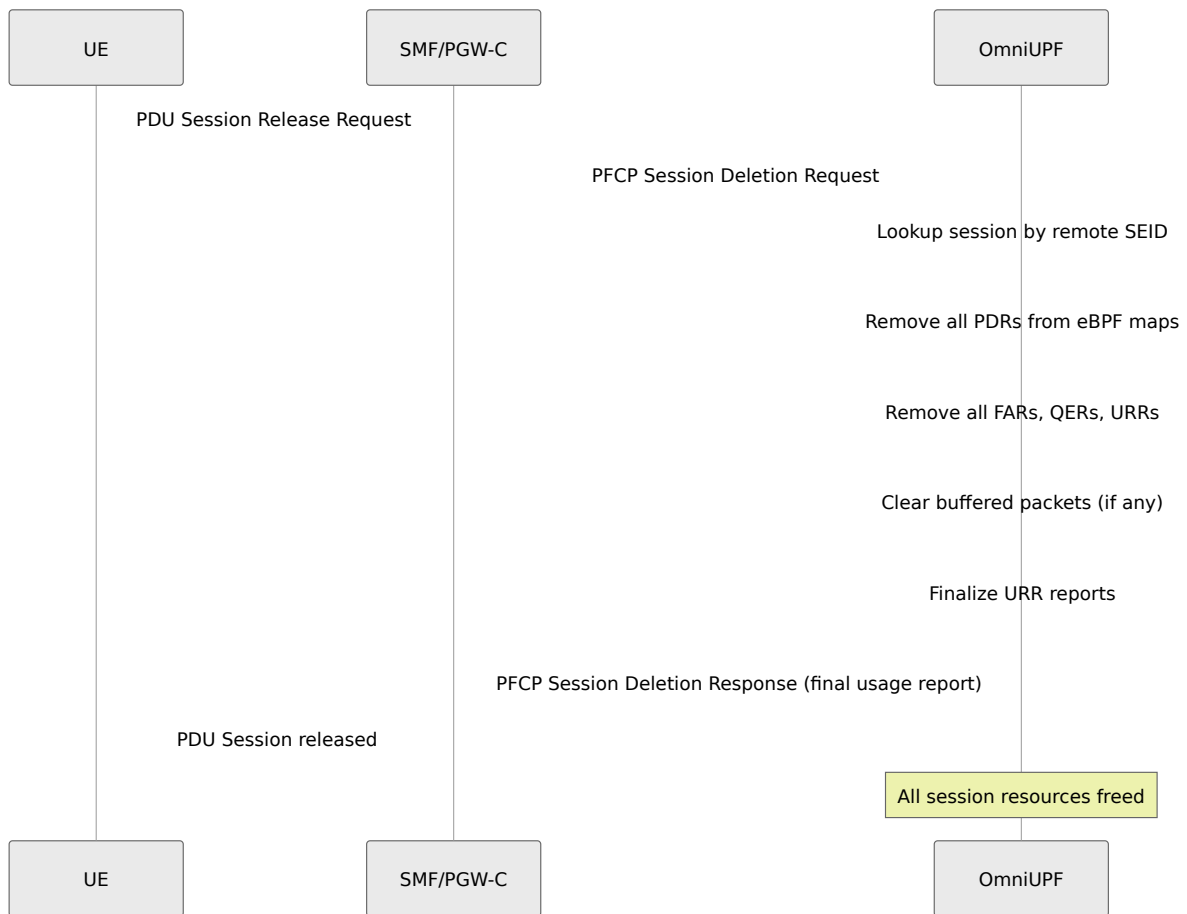 UE
SMF/PGW-C
OmniUPF
PDU Session Release Request
PFCP Session Deletion Request
Lookup session by remote SEID
Remove all PDRs from eBPF maps
Remove all FARs, QERs, URRs
Clear buffered packets (if any)
Finalize URR reports
PFCP Session Deletion Response (final usage report)
PDU Session released
All session resources freed
UE
SMF/PGW-C
OmniUPF